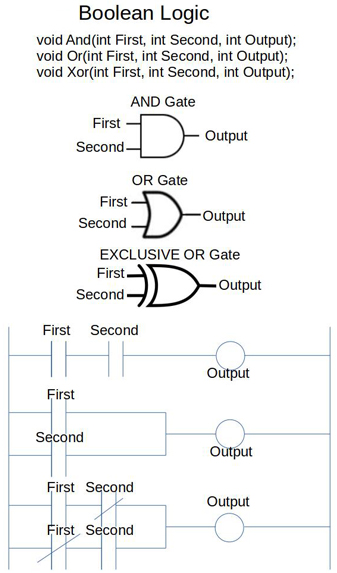 Boolean Logic
void And(int First, int Second, int Output);
void Or(int First, int Second, int Output);
void Xor(int First, int Second, int Output);
AND Gate
First
Second
Output
OR Gate
First
Second
Output
EXCLUSIVE OR Gate
First
Second
Output
First Second
Output
First
Second
Output
First Second
Output
First Second